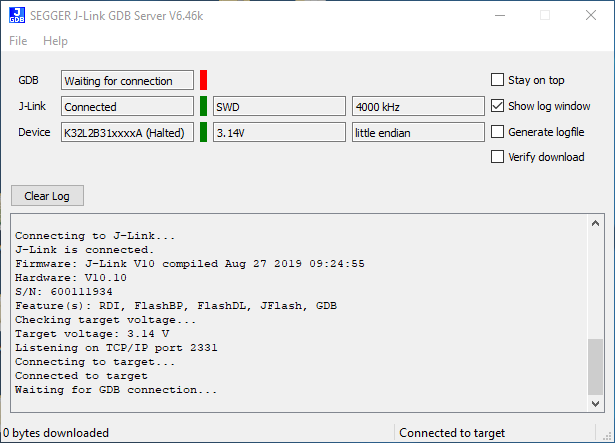 J
GDB
SEGGER J-Link GDB Server V6.46k
File Help
GDB Waiting for connection Stay on top
J-Link Connected SWD 4000 kHz Show log window
Device K32L2B31xxxxA (Halted) 3.14V little endian Generate logfile
Verify download
Clear Log
Connecting to J-Link...
J-Link is connected.
Firmware: J-Link V10 compiled Aug 27 2019 09:24:55
Hardware: V10.10
S/N: 600111934
Feature(s): RDI, FlashBP, FlashDL, JFlash, GDB
Checking target voltage...
Target voltage: 3.14 V
Listening on TCP/IP port 2331
Connecting to target...
Connected to target
Waiting for GDB connection...
0 bytes downloaded Connected to target